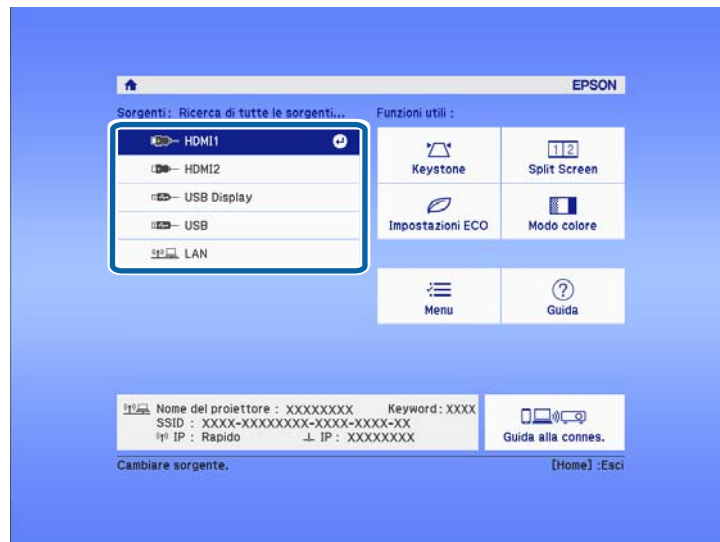 EPSON
Sorgenti: Ricerca di tutte le sorgenti...
Funzioni utili :
HDMI1
HDMI2
USB Display
USB
LAN
Keystone
1 2
Split Screen
Impostazioni ECO
Modo colore
Menu
?
Guida
Nome del proiettore : XXXXXXXX Keyword: XXXX
SSID : XXXX-XXXXXXXX-XXXX-XXXX-XX
IP : Rapido IP : XXXXXXXX
Guida alla connes.
Cambiare sorgente.
[Home] :Esci